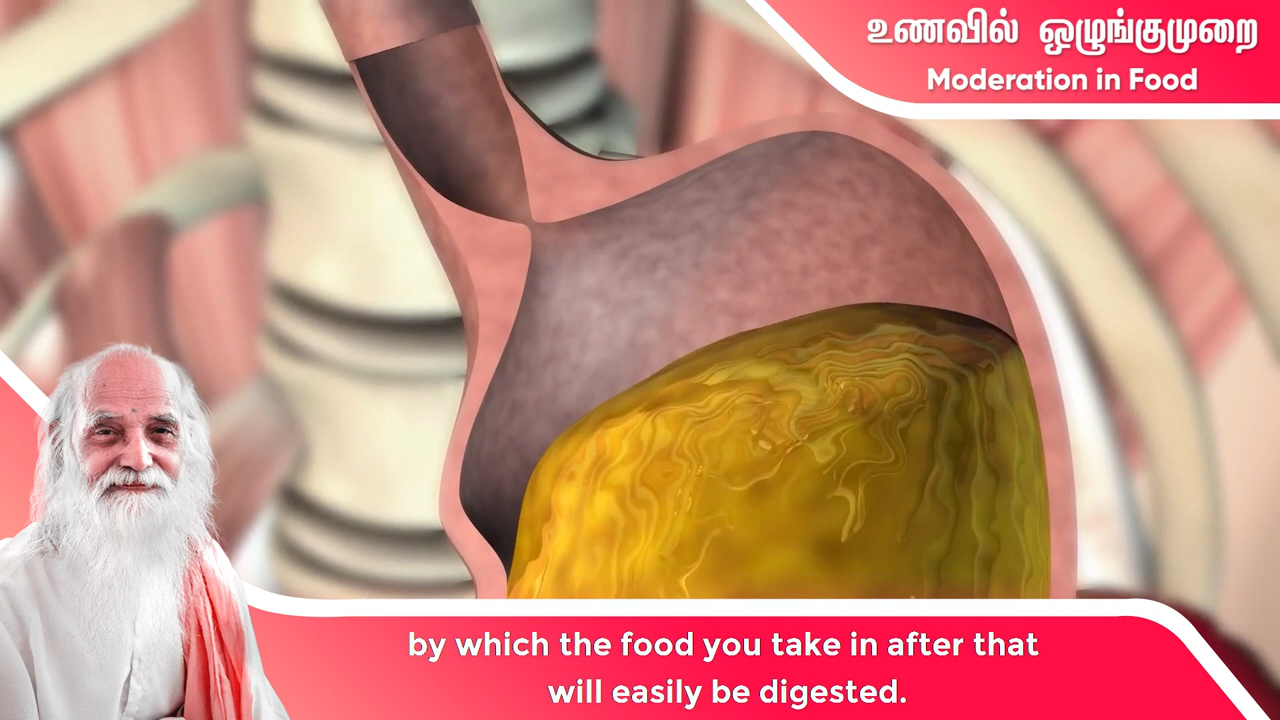 உணவில் ஒழுங்குமுறை
Moderation in Food
by which the food you take in after that
will easily be digested.